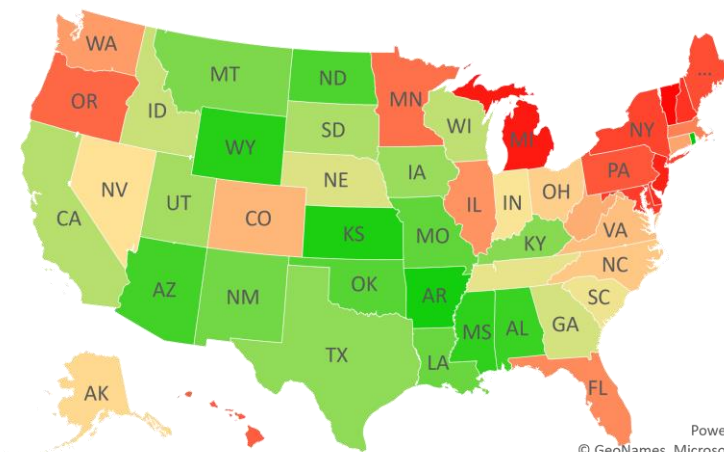 WA
MT
ND
MN
...
OR
ID
SD
WI
MI
NY
WY
IA
PA
NV
NE
IL
IN
OH
CA
UT
CO
KS
MO
KY
VA
NC
AZ
NM
OK
AR
SC
TX
LA
MS
AL
GA
AK
FL
Powe
© GeoNames, Microso